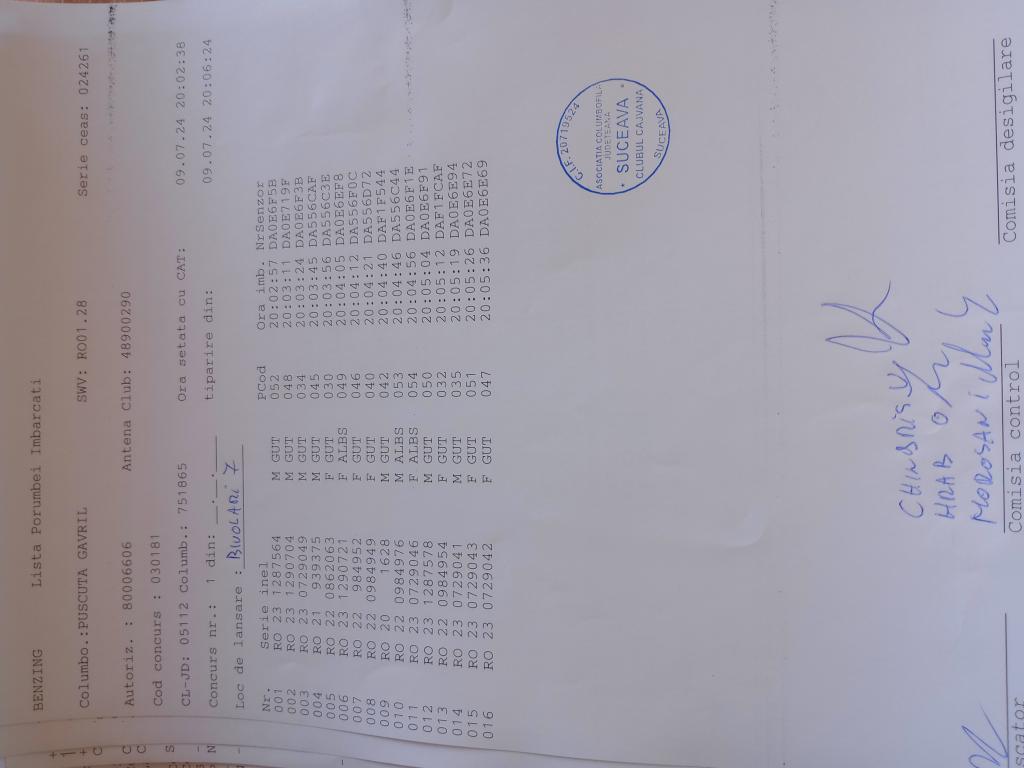 BENZING Lista Porumbei Imbarcati
Columbo.:PUSCUTA GAVRIL SWV: RO01.28 Serie ceas: 024261
Autoriz. : 80006606 Antena Club: 48900290
Cod concurs : 030181
CL-JD: 05112 Columb.: 751865 Ora setata cu CAT: 09.07.24 20:02:38
Concurs nr.: 1 din: __.__.____ tiparire din: 09.07.24 20:06:24
Loc de lansare : BIVOLARI 7
Nr. Serie inel PCod Ora imb. NrSenzor
001 RO 23 1287564 M GUT 052 20:02:57 DA0E6F5B
002 RO 23 1290704 M GUT 048 20:03:11 DA0E719F
003 RO 23 0729049 M GUT 034 20:03:24 DA0E6F3B
004 RO 21 939375 M GUT 045 20:03:45 DA556CAF
005 RO 22 0862063 F GUT 030 20:03:56 DA556C3E
006 RO 23 1290721 F ALBS 049 20:04:05 DA0E6EF8
007 RO 22 984952 F GUT 046 20:04:12 DA556F0C
008 RO 22 0984949 F GUT 040 20:04:21 DA556D72
009 RO 20 1628 M GUT 042 20:04:40 DAF1F544
010 RO 22 0984976 M ALBS 053 20:04:46 DA556C44
011 RO 23 0729046 F ALBS 054 20:04:56 DA0E6F1E
012 RO 23 1287578 M GUT 050 20:05:04 DA0E6F91
013 RO 22 0984954 F GUT 032 20:05:12 DAF1FCAF
014 RO 23 0729041 M GUT 035 20:05:19 DA0E6E94
015 RO 23 0729043 F GUT 051 20:05:26 DA0E6E72
016 RO 23 0729042 F GUT 047 20:05:36 DA0E6E69
C.I.F. 20719524
ASOCIATIA COLUMBOFILA
JUDETEANA
* SUCEAVA *
CLUBUL CAJVANA
SUCEAVA
HRAB
MOROSAN I
scator Comisia control Comisia desigilare